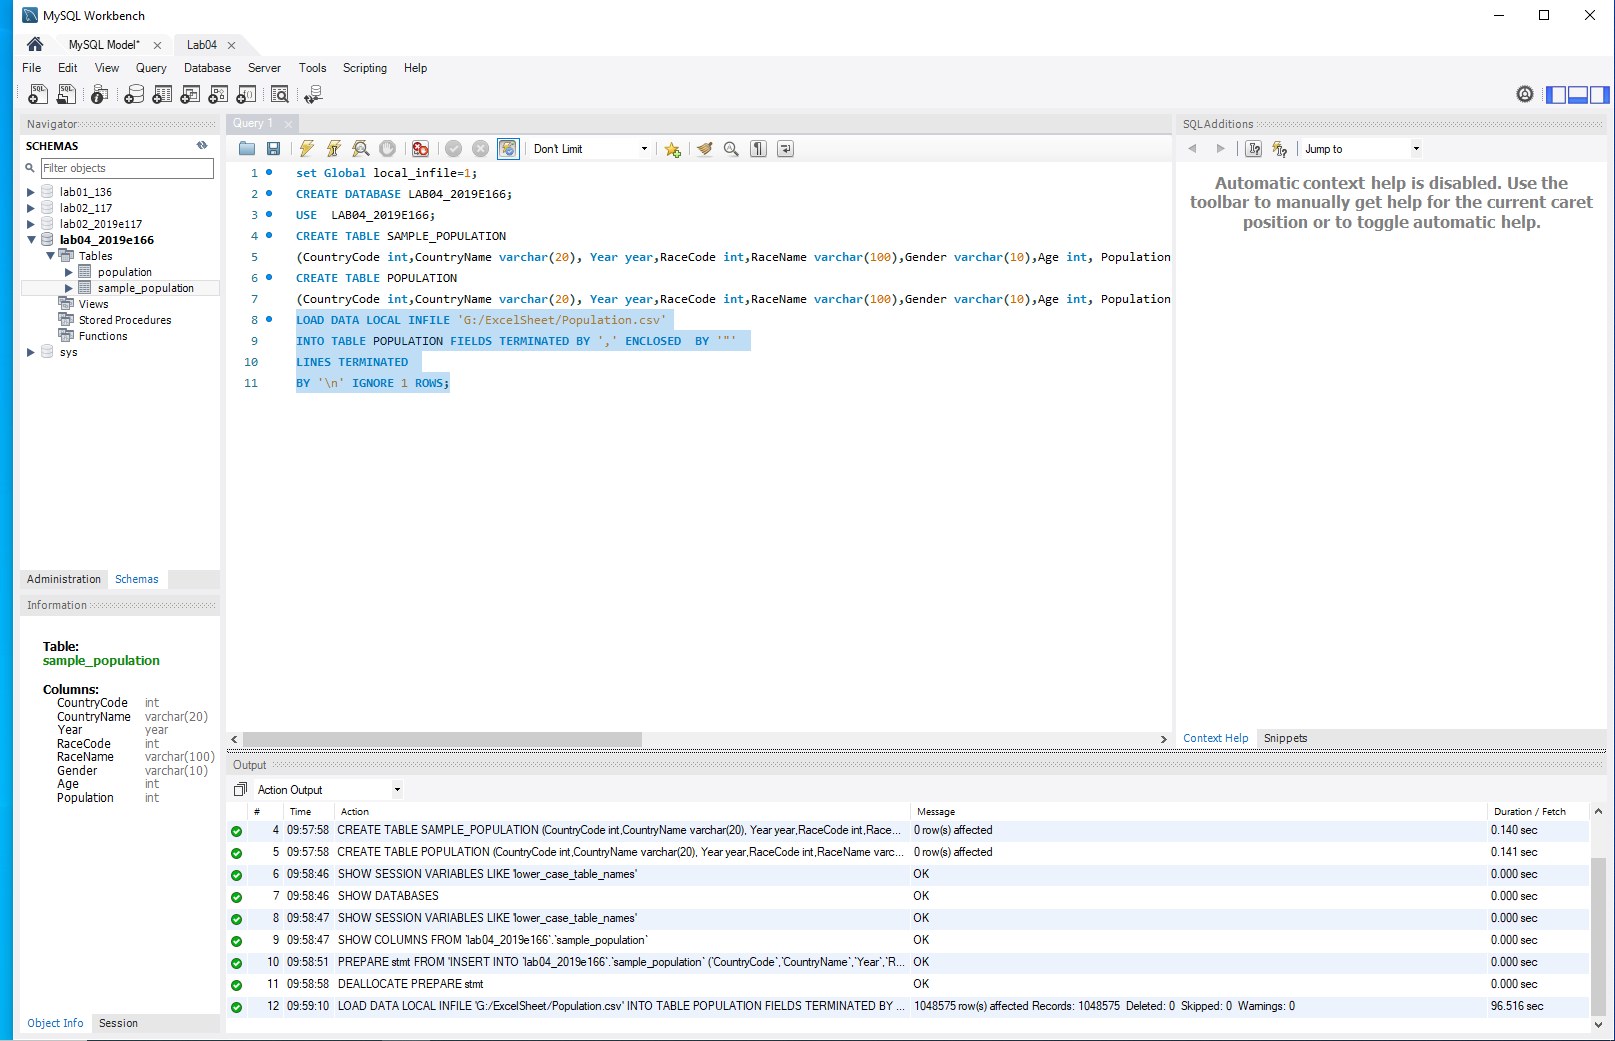 MySQL Workbench
MySQL Model* ×
Lab04 ×
File Edit View Query Database Server Tools Scripting Help
Navigator
SCHEMAS
Filter objects
lab01_136
lab02_117
lab02_2019e117
lab04_2019e166
Tables
population
sample_population
Views
Stored Procedures
Functions
sys
Administration Schemas
Information
Table:
sample_population
Columns:
CountryCode int
CountryName varchar(20)
Year year
RaceCode int
RaceName varchar(100)
Gender varchar(10)
Age int
Population int
Object Info Session
Query 1 ×
Don't Limit
1 set Global local_infile=1;
2 CREATE DATABASE LAB04_2019E166;
3 USE  LAB04_2019E166;
4 CREATE TABLE SAMPLE_POPULATION
5 (CountryCode int,CountryName varchar(20), Year year,RaceCode int,RaceName varchar(100),Gender varchar(10),Age int, Population
6 CREATE TABLE POPULATION
7 (CountryCode int,CountryName varchar(20), Year year,RaceCode int,RaceName varchar(100),Gender varchar(10),Age int, Population
8 LOAD DATA LOCAL INFILE 'G:/ExcelSheet/Population.csv'
9 INTO TABLE POPULATION FIELDS TERMINATED BY ',' ENCLOSED  BY '"'
10 LINES TERMINATED
11 BY '\n' IGNORE 1 ROWS;
SQLAdditions
Jump to
Automatic context help is disabled. Use the
toolbar to manually get help for the current caret
position or to toggle automatic help.
Context Help Snippets
Output
Action Output
# Time Action Message Duration / Fetch
4 09:57:58 CREATE TABLE SAMPLE_POPULATION (CountryCode int,CountryName varchar(20), Year year,RaceCode int,Race... 0 row(s) affected 0.140 sec
5 09:57:58 CREATE TABLE POPULATION (CountryCode int,CountryName varchar(20), Year year,RaceCode int,RaceName varc... 0 row(s) affected 0.141 sec
6 09:58:46 SHOW SESSION VARIABLES LIKE 'lower_case_table_names' OK 0.000 sec
7 09:58:46 SHOW DATABASES OK 0.000 sec
8 09:58:47 SHOW SESSION VARIABLES LIKE 'lower_case_table_names' OK 0.000 sec
9 09:58:47 SHOW COLUMNS FROM `lab04_2019e166`.`sample_population` OK 0.000 sec
10 09:58:51 PREPARE stmt FROM 'INSERT INTO `lab04_2019e166`.`sample_population` (`CountryCode`,`CountryName`,`Year`,`R... OK 0.000 sec
11 09:58:58 DEALLOCATE PREPARE stmt OK 0.000 sec
12 09:59:10 LOAD DATA LOCAL INFILE 'G:/ExcelSheet/Population.csv' INTO TABLE POPULATION FIELDS TERMINATED BY ... 1048575 row(s) affected Records: 1048575  Deleted: 0  Skipped: 0  Warnings: 0 96.516 sec